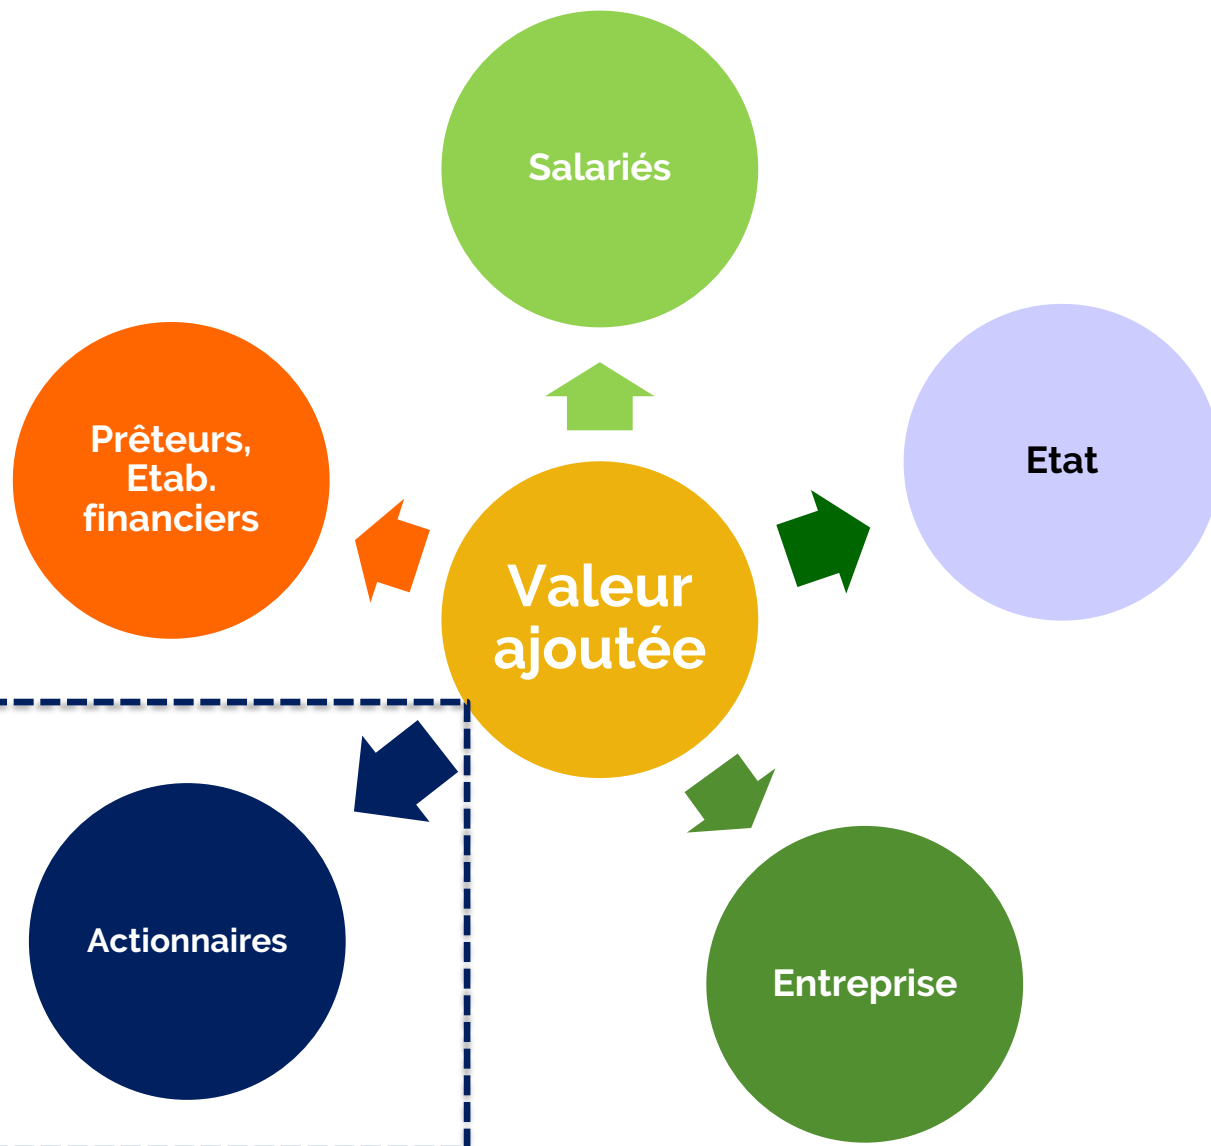 Salariés
Prêteurs,
Etab.
financiers
Etat
Valeur
ajoutée
Actionnaires
Entreprise